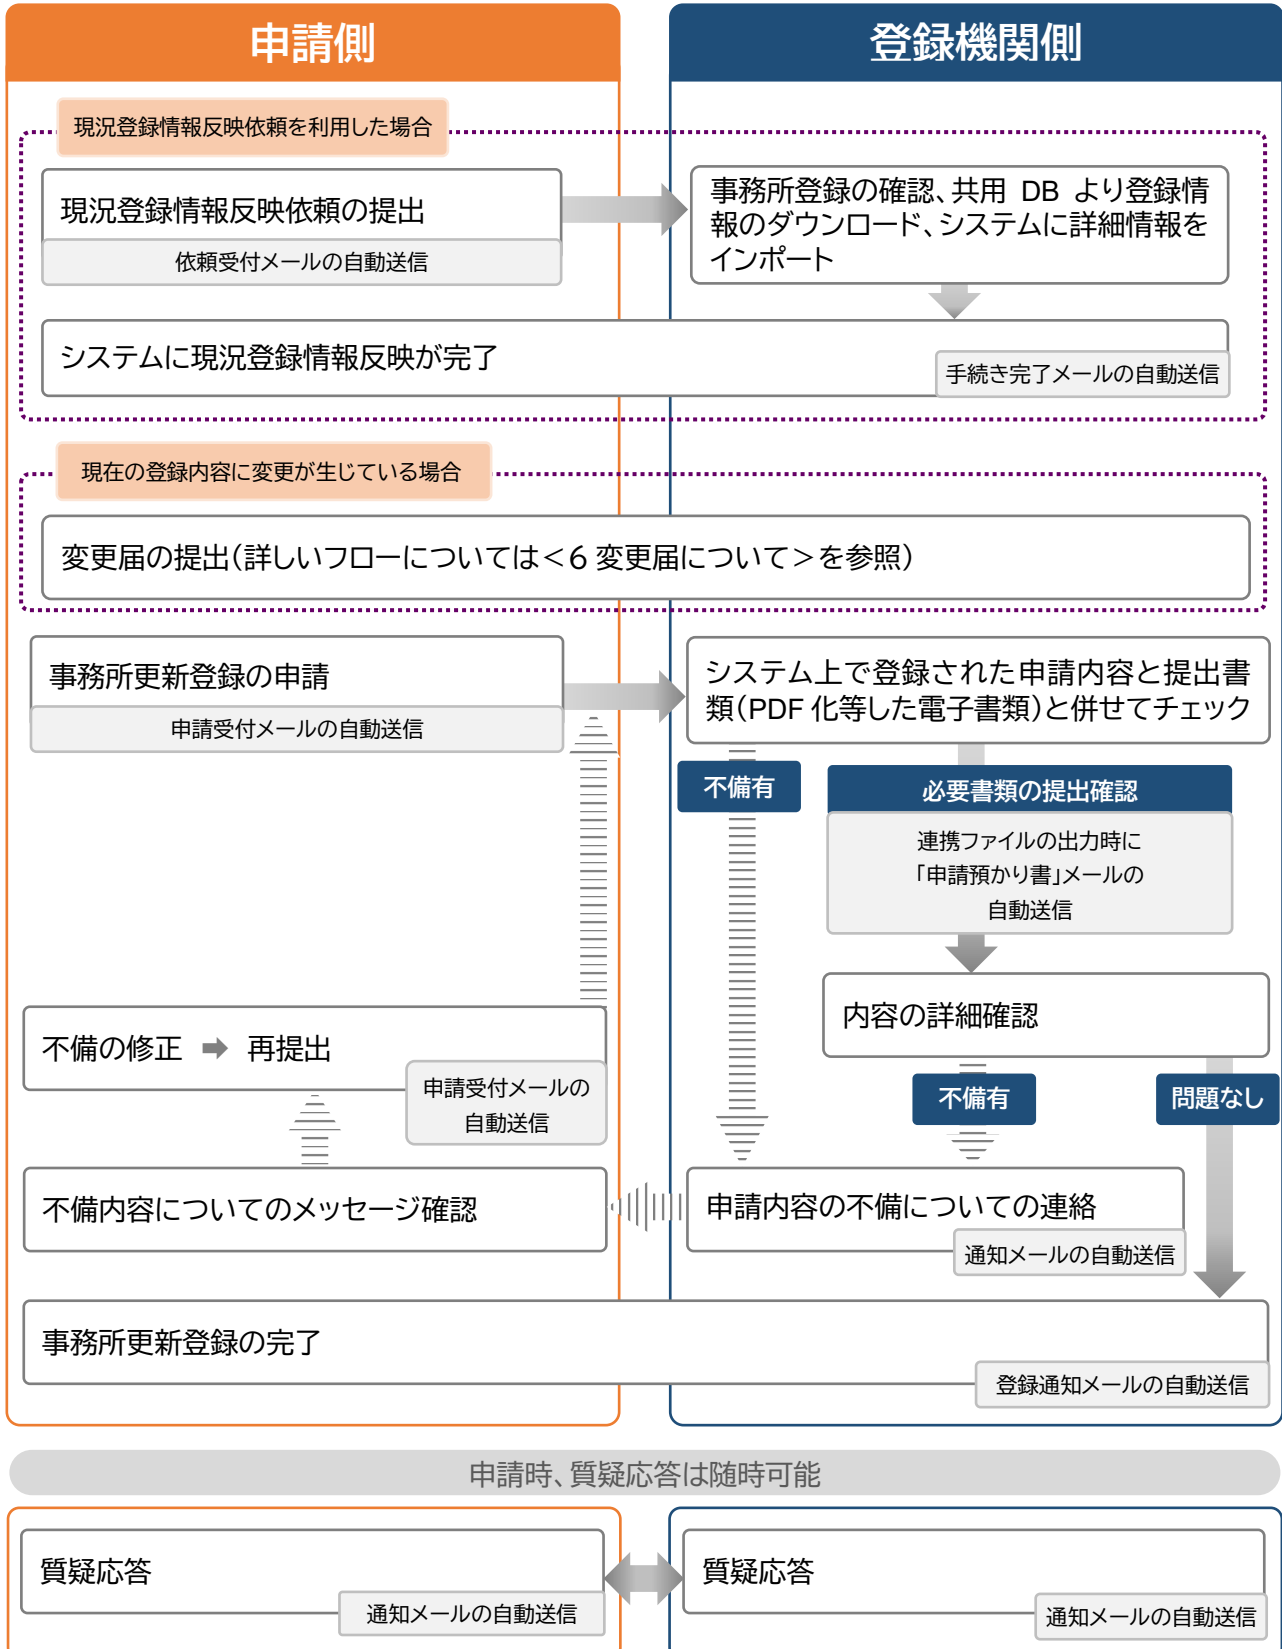 申請側
登録機関側
現況登録情報反映依頼を利用した場合
現況登録情報反映依頼の提出
依頼受付メールの自動送信
事務所登録の確認、共用 DB より登録情
報のダウンロード、システムに詳細情報を
インポート
システムに現況登録情報反映が完了
手続き完了メールの自動送信
現在の登録内容に変更が生じている場合
変更届の提出(詳しいフローについては<6 変更届について>を参照)
事務所更新登録の申請
申請受付メールの自動送信
システム上で登録された申請内容と提出書
類(PDF 化等した電子書類)と併せてチェック
不備有
必要書類の提出確認
連携ファイルの出力時に
「申請預かり書」メールの
自動送信
内容の詳細確認
不備の修正 ➡ 再提出
申請受付メールの
自動送信
不備有
問題なし
不備内容についてのメッセージ確認
申請内容の不備についての連絡
通知メールの自動送信
事務所更新登録の完了
登録通知メールの自動送信
申請時、質疑応答は随時可能
質疑応答
通知メールの自動送信
質疑応答
通知メールの自動送信